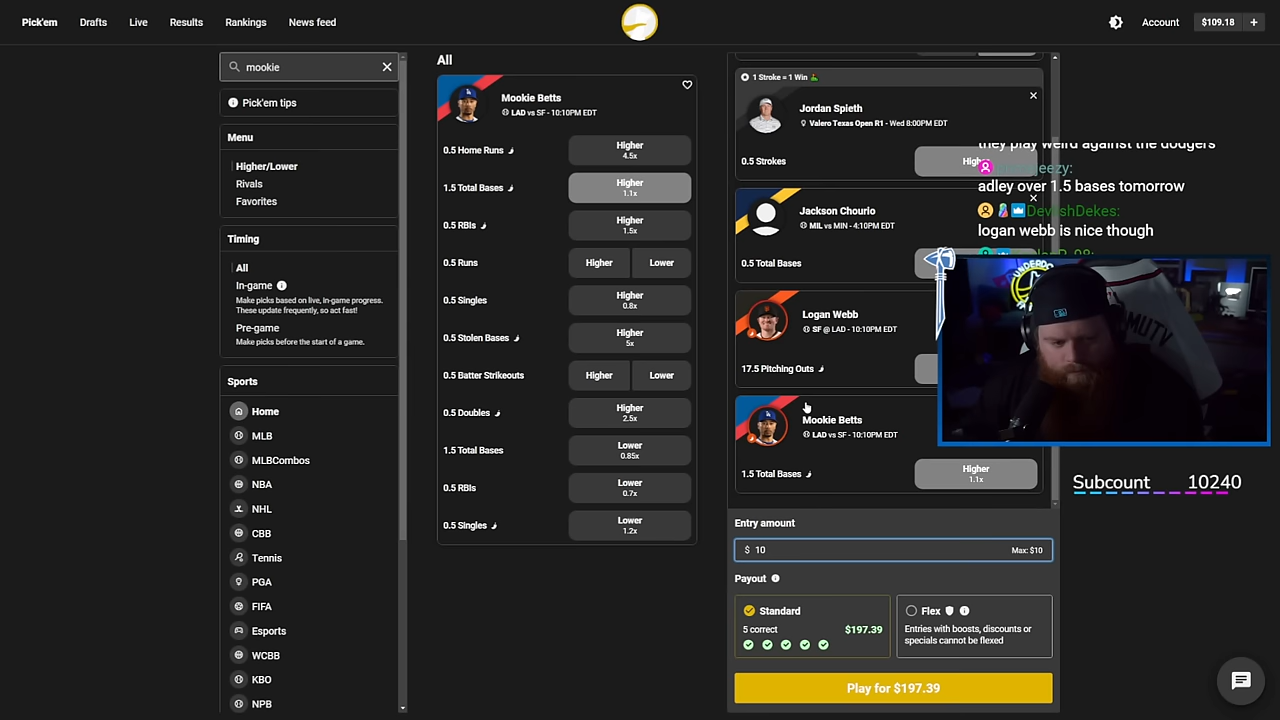 Pick'em
Drafts
Live
Results
Rankings
News feed
Account
$109.18
+
mookie
Pick'em tips
Menu
Higher/Lower
Rivals
Favorites
Timing
All
In-game
Make picks based on live, in-game progress.
These update frequently, so act fast!
Pre-game
Make picks before the start of a game.
Sports
Home
MLB
MLBCombos
NBA
NHL
CBB
Tennis
PGA
FIFA
Esports
WCBB
KBO
NPB
All
Mookie Betts
LAD vs SF - 10:10PM EDT
0.5 Home Runs
Higher
4.5x
1.5 Total Bases
Higher
1.1x
0.5 RBIs
Higher
1.5x
0.5 Runs
Higher
Lower
0.5 Singles
Higher
0.8x
0.5 Stolen Bases
Higher
5x
0.5 Batter Strikeouts
Higher
Lower
0.5 Doubles
Higher
2.5x
1.5 Total Bases
Lower
0.85x
0.5 RBIs
Lower
0.7x
0.5 Singles
Lower
1.2x
1 Stroke = 1 Win
Jordan Spieth
Valero Texas Open R1 - Wed 8:00PM EDT
0.5 Strokes
Jackson Chourio
MIL vs MIN - 4:10PM EDT
0.5 Total Bases
Logan Webb
SF @ LAD - 10:10PM EDT
17.5 Pitching Outs
Mookie Betts
LAD vs SF - 10:10PM EDT
1.5 Total Bases
Higher
1.1x
Entry amount
$ 10
Max: $10
Payout
Standard
5 correct
$197.39
Flex
Entries with boosts, discounts or
specials cannot be flexed
Play for $197.39
they play weird against the dodgers
adley over 1.5 bases tomorrow
logan webb is nice though
Subcount 10240